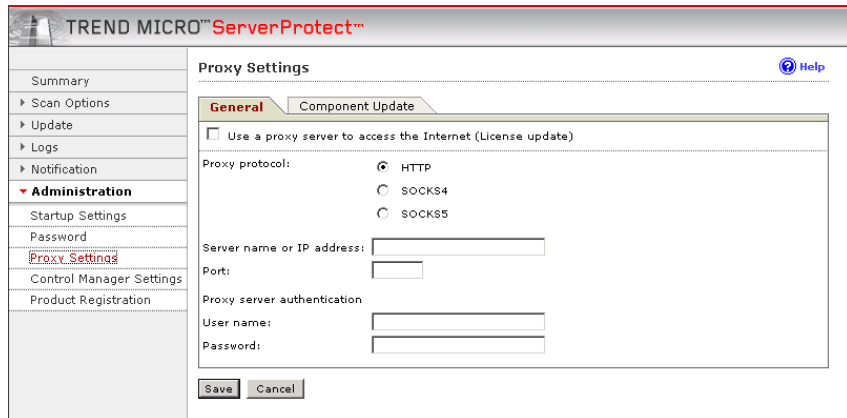 TREND MICRO™ ServerProtect™
Summary
Scan Options
Update
Logs
Notification
Administration
Startup Settings
Password
Proxy Settings
Control Manager Settings
Product Registration
Proxy Settings
? Help
General
Component Update
Use a proxy server to access the Internet (License update)
Proxy protocol:
HTTP
SOCKS4
SOCKS5
Server name or IP address:
Port:
Proxy server authentication
User name:
Password:
Save
Cancel